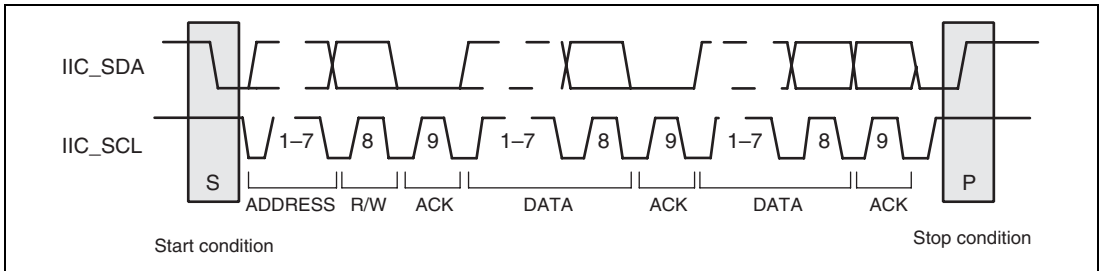 IIC_SDA
IIC_SCL
1–7 8 9 1–7 8 9 1–7 8 9
S P
ADDRESS R/W ACK DATA ACK DATA ACK
Start condition Stop condition